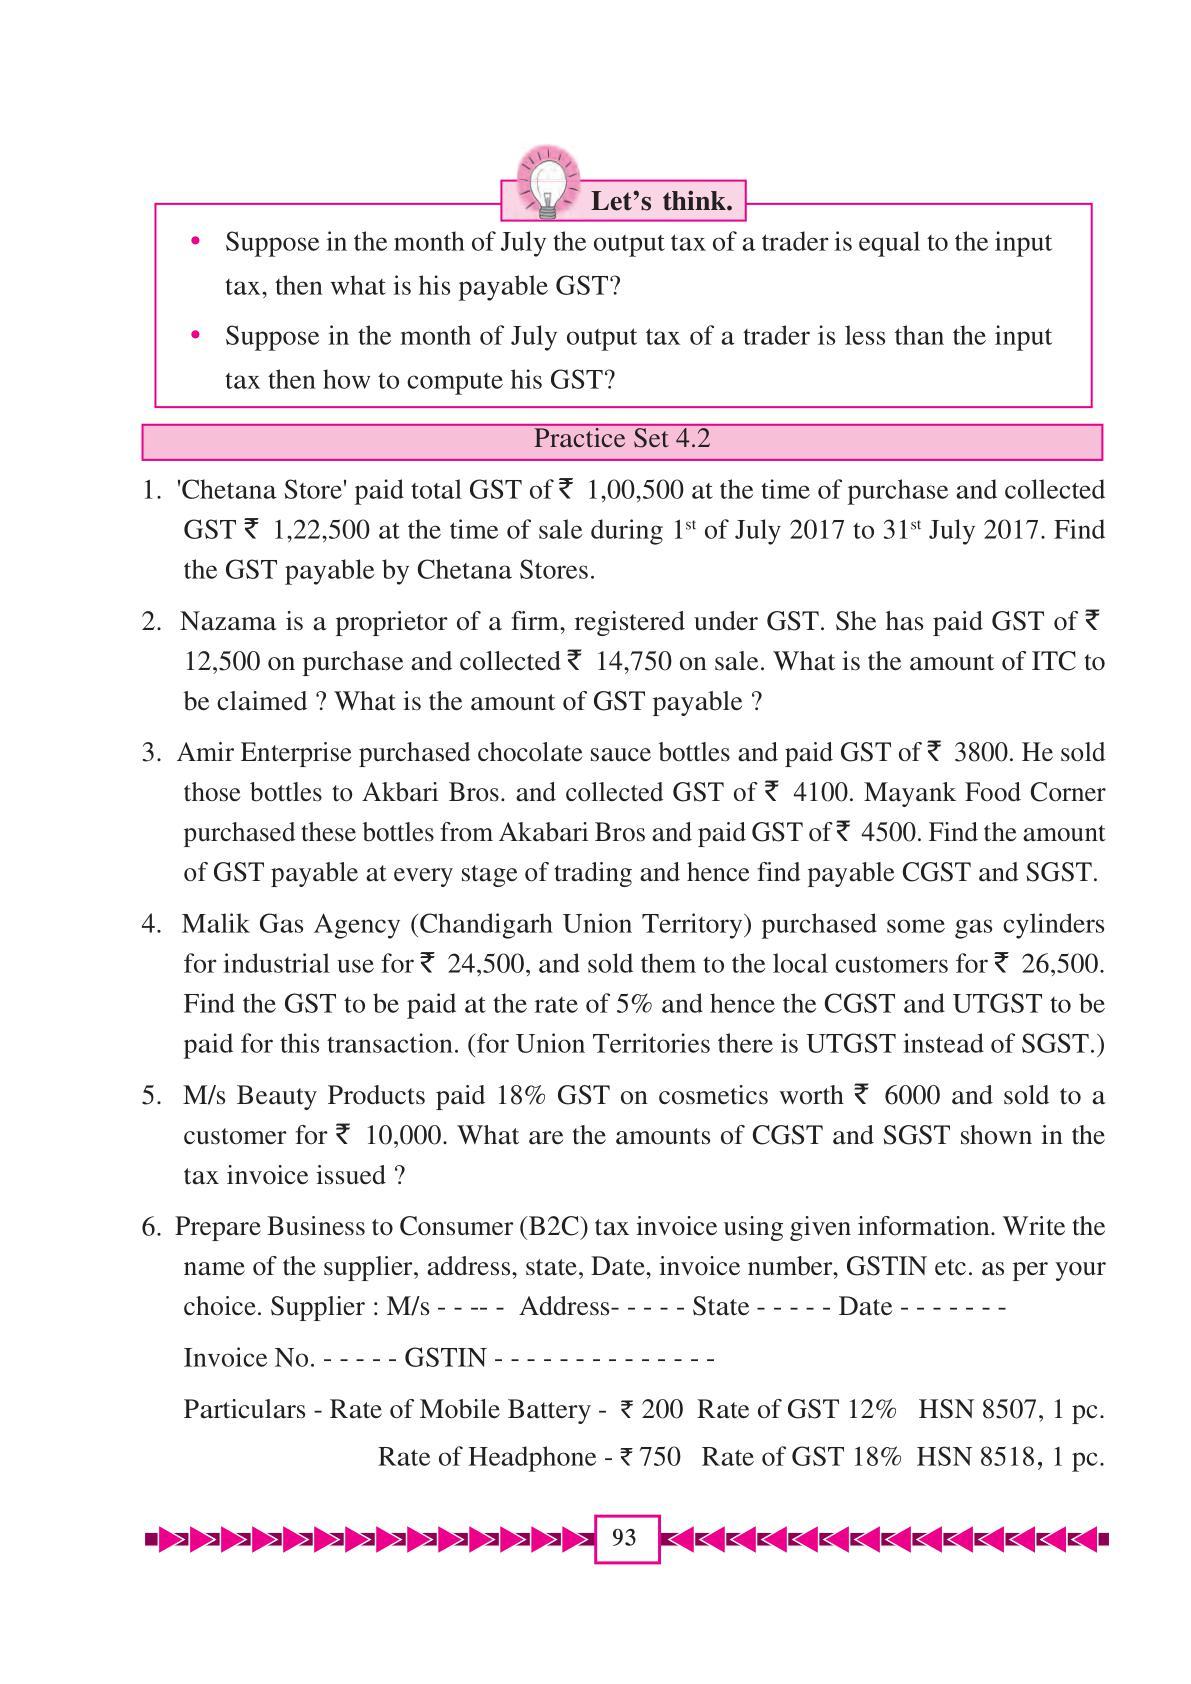 Let's think.
• Suppose in the month of July the output tax of a trader is equal to the input
tax, then what is his payable GST?
• Suppose in the month of July output tax of a trader is less than the input
tax then how to compute his GST?
Practice Set 4.2
1. 'Chetana Store' paid total GST of ₹ 1,00,500 at the time of purchase and collected
GST ₹ 1,22,500 at the time of sale during 1st of July 2017 to 31st July 2017. Find
the GST payable by Chetana Stores.
2. Nazama is a proprietor of a firm, registered under GST. She has paid GST of ₹
12,500 on purchase and collected ₹ 14,750 on sale. What is the amount of ITC to
be claimed ? What is the amount of GST payable ?
3. Amir Enterprise purchased chocolate sauce bottles and paid GST of ₹ 3800. He sold
those bottles to Akbari Bros. and collected GST of ₹ 4100. Mayank Food Corner
purchased these bottles from Akabari Bros and paid GST of ₹ 4500. Find the amount
of GST payable at every stage of trading and hence find payable CGST and SGST.
4. Malik Gas Agency (Chandigarh Union Territory) purchased some gas cylinders
for industrial use for ₹ 24,500, and sold them to the local customers for ₹ 26,500.
Find the GST to be paid at the rate of 5% and hence the CGST and UTGST to be
paid for this transaction. (for Union Territories there is UTGST instead of SGST.)
5. M/s Beauty Products paid 18% GST on cosmetics worth ₹ 6000 and sold to a
customer for ₹ 10,000. What are the amounts of CGST and SGST shown in the
tax invoice issued ?
6. Prepare Business to Consumer (B2C) tax invoice using given information. Write the
name of the supplier, address, state, Date, invoice number, GSTIN etc. as per your
choice. Supplier : M/s - - -- - Address- - - - - State - - - - - Date - - - - - - -
Invoice No. - - - - - GSTIN - - - - - - - - - - - - - -
Particulars - Rate of Mobile Battery - ₹ 200 Rate of GST 12% HSN 8507, 1 pc.
Rate of Headphone - ₹ 750 Rate of GST 18% HSN 8518, 1 pc.
93